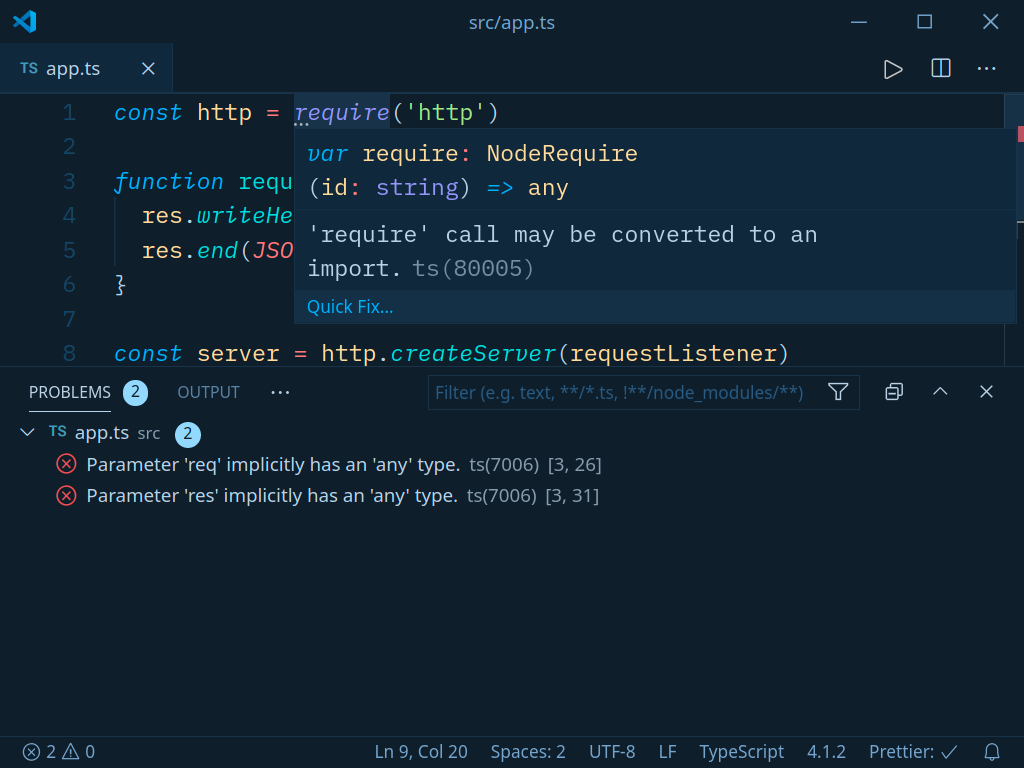 src/app.ts
TS app.ts
1 const http = require('http')
2
var require: NodeRequire
3 function requ
(id: string) => any
4 res.writeHe
'require' call may be converted to an
5 res.end(JSO
import. ts(80005)
6 }
Quick Fix...
7
8 const server = http.createServer(requestListener)
PROBLEMS 2 OUTPUT ··· Filter (e.g. text, **/*.ts, !**/node_modules/**)
TS app.ts src 2
Parameter 'req' implicitly has an 'any' type. ts(7006) [3, 26]
Parameter 'res' implicitly has an 'any' type. ts(7006) [3, 31]
2 0 Ln 9, Col 20 Spaces: 2 UTF-8 LF TypeScript 4.1.2 Prettier: ✓